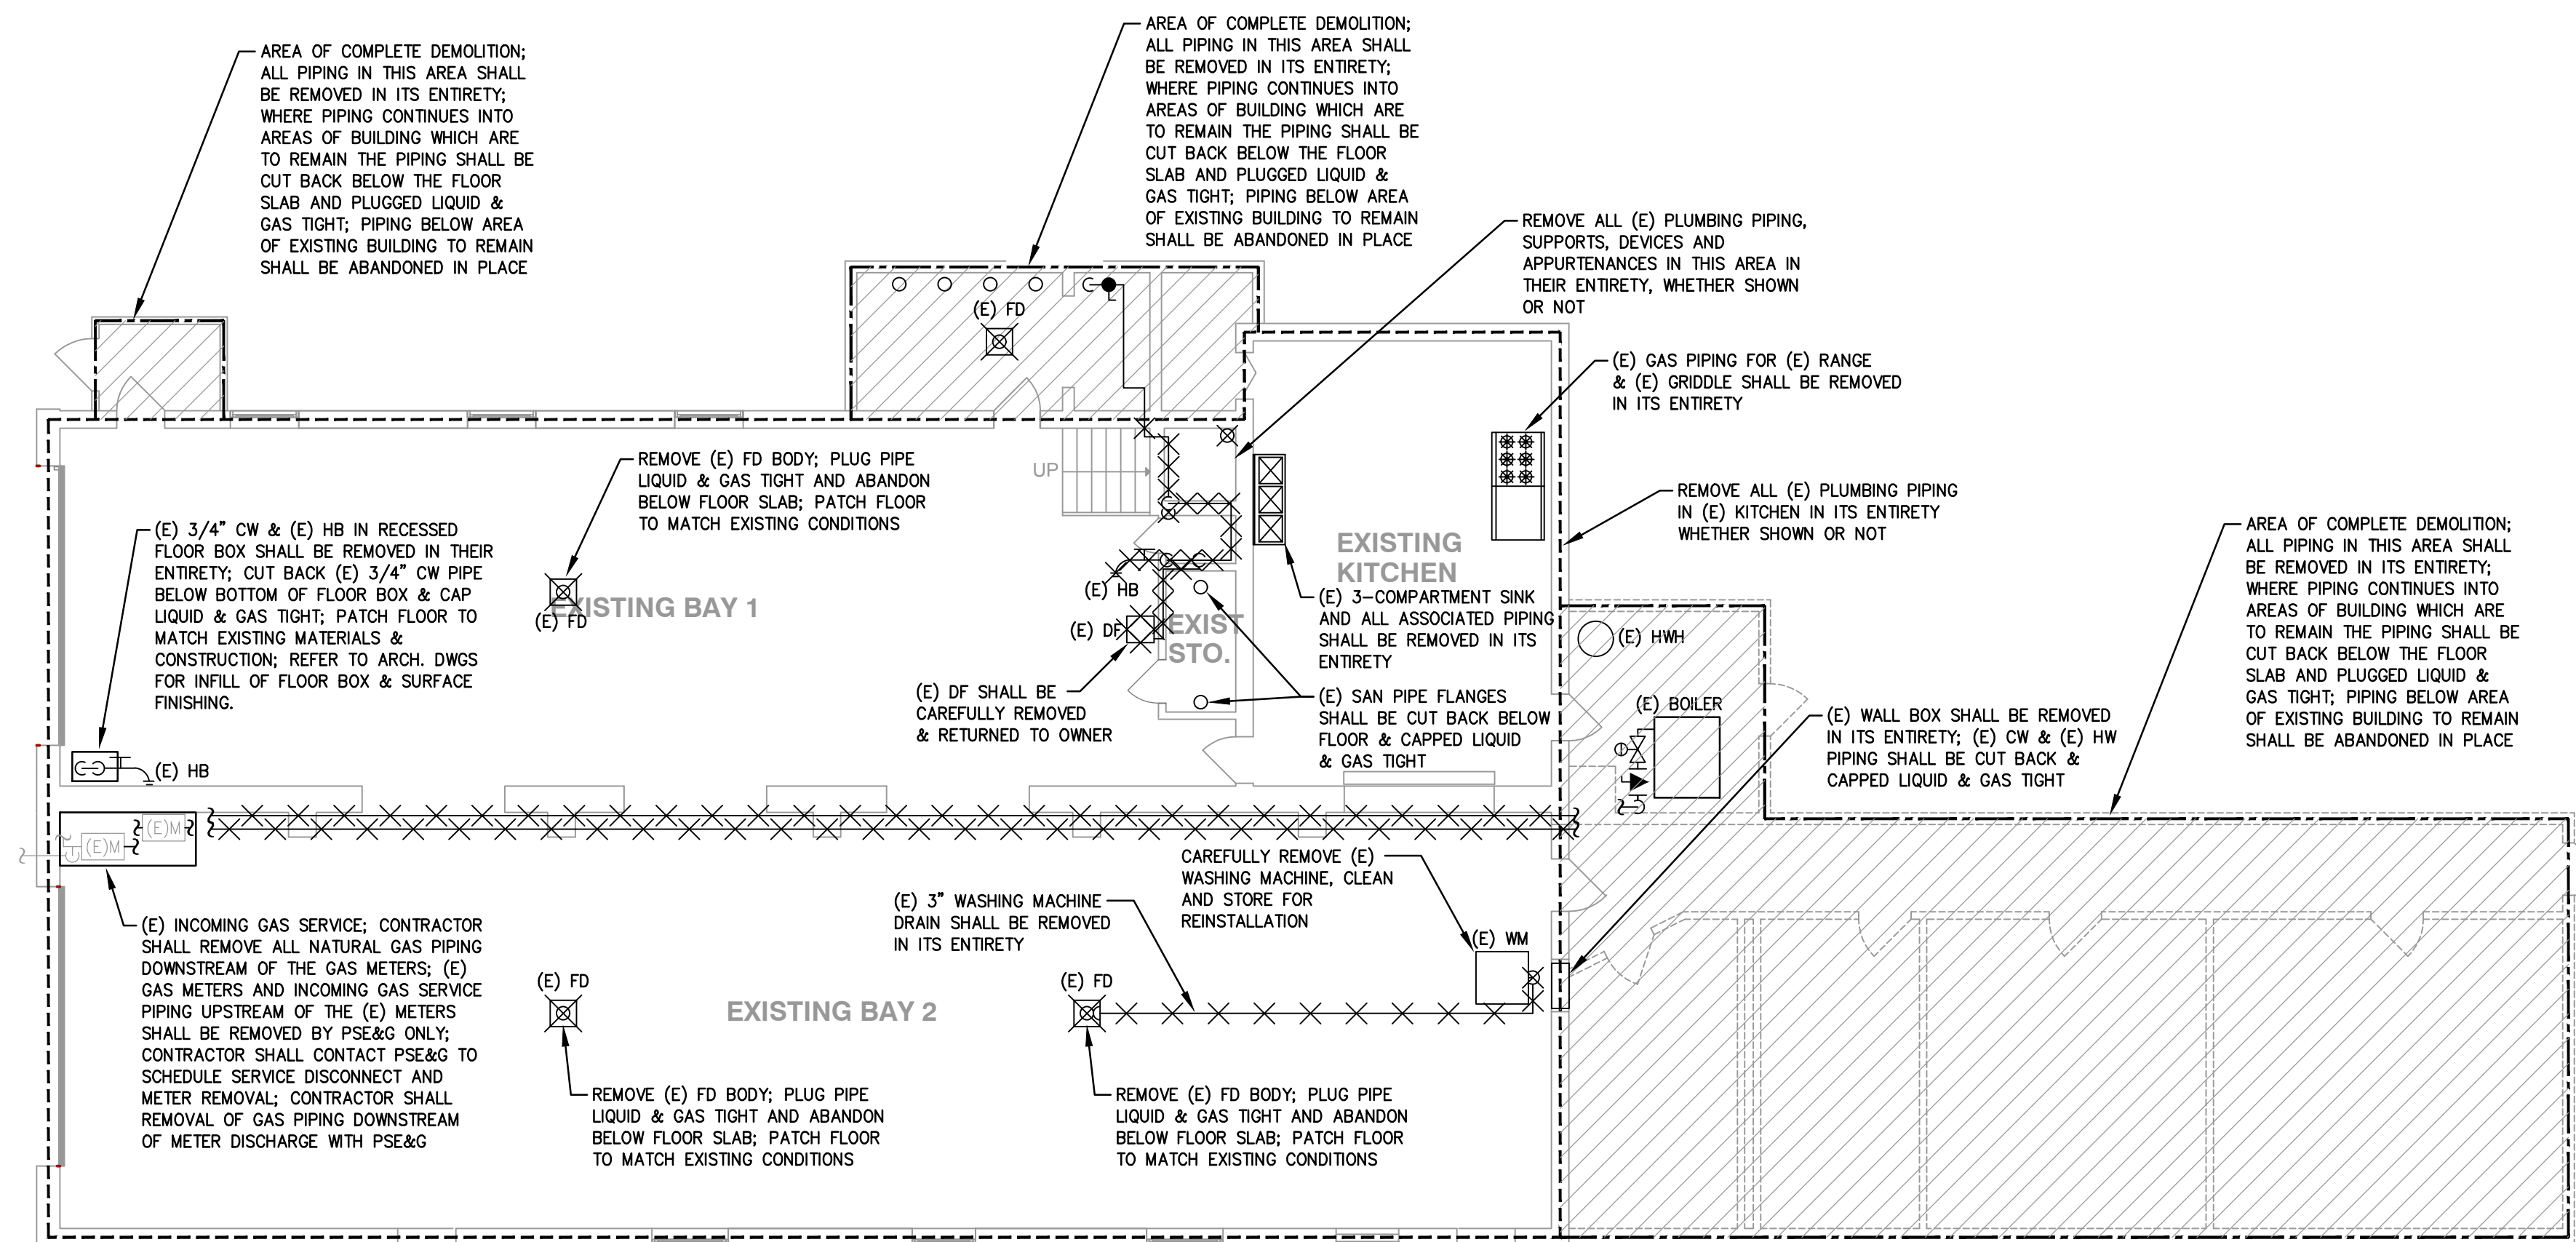 AREA OF COMPLETE DEMOLITION;
ALL PIPING IN THIS AREA SHALL
BE REMOVED IN ITS ENTIRETY;
WHERE PIPING CONTINUES INTO
AREAS OF BUILDING WHICH ARE
TO REMAIN THE PIPING SHALL BE
CUT BACK BELOW THE FLOOR
SLAB AND PLUGGED LIQUID &
GAS TIGHT; PIPING BELOW AREA
OF EXISTING BUILDING TO REMAIN
SHALL BE ABANDONED IN PLACE
AREA OF COMPLETE DEMOLITION;
ALL PIPING IN THIS AREA SHALL
BE REMOVED IN ITS ENTIRETY;
WHERE PIPING CONTINUES INTO
AREAS OF BUILDING WHICH ARE
TO REMAIN THE PIPING SHALL BE
CUT BACK BELOW THE FLOOR
SLAB AND PLUGGED LIQUID &
GAS TIGHT; PIPING BELOW AREA
OF EXISTING BUILDING TO REMAIN
SHALL BE ABANDONED IN PLACE
REMOVE ALL (E) PLUMBING PIPING,
SUPPORTS, DEVICES AND
APPURTENANCES IN THIS AREA IN
THEIR ENTIRETY, WHETHER SHOWN
OR NOT
(E) FD
(E) GAS PIPING FOR (E) RANGE
& (E) GRIDDLE SHALL BE REMOVED
IN ITS ENTIRETY
REMOVE (E) FD BODY; PLUG PIPE
LIQUID & GAS TIGHT AND ABANDON
BELOW FLOOR SLAB; PATCH FLOOR
TO MATCH EXISTING CONDITIONS
UP
REMOVE ALL (E) PLUMBING PIPING
IN (E) KITCHEN IN ITS ENTIRETY
WHETHER SHOWN OR NOT
(E) 3/4" CW & (E) HB IN RECESSED
FLOOR BOX SHALL BE REMOVED IN THEIR
ENTIRETY; CUT BACK (E) 3/4" CW PIPE
BELOW BOTTOM OF FLOOR BOX & CAP
LIQUID & GAS TIGHT; PATCH FLOOR TO
MATCH EXISTING MATERIALS &
CONSTRUCTION; REFER TO ARCH. DWGS
FOR INFILL OF FLOOR BOX & SURFACE
FINISHING.
AREA OF COMPLETE DEMOLITION;
ALL PIPING IN THIS AREA SHALL
BE REMOVED IN ITS ENTIRETY;
WHERE PIPING CONTINUES INTO
AREAS OF BUILDING WHICH ARE
TO REMAIN THE PIPING SHALL BE
CUT BACK BELOW THE FLOOR
SLAB AND PLUGGED LIQUID &
GAS TIGHT; PIPING BELOW AREA
OF EXISTING BUILDING TO REMAIN
SHALL BE ABANDONED IN PLACE
EXISTING
KITCHEN
EXISTING BAY 1
(E) FD
(E) HB
(E) DF
EXIST
STO.
(E) 3-COMPARTMENT SINK
AND ALL ASSOCIATED PIPING
SHALL BE REMOVED IN ITS
ENTIRETY
(E) HWH
(E) DF SHALL BE
CAREFULLY REMOVED
& RETURNED TO OWNER
(E) SAN PIPE FLANGES
SHALL BE CUT BACK BELOW
FLOOR & CAPPED LIQUID
& GAS TIGHT
(E) BOILER
(E) WALL BOX SHALL BE REMOVED
IN ITS ENTIRETY; (E) CW & (E) HW
PIPING SHALL BE CUT BACK &
CAPPED LIQUID & GAS TIGHT
(E) HB
(E)M
(E)M
CAREFULLY REMOVE (E)
WASHING MACHINE, CLEAN
AND STORE FOR
REINSTALLATION
(E) 3" WASHING MACHINE
DRAIN SHALL BE REMOVED
IN ITS ENTIRETY
(E) INCOMING GAS SERVICE; CONTRACTOR
SHALL REMOVE ALL NATURAL GAS PIPING
DOWNSTREAM OF THE GAS METERS; (E)
GAS METERS AND INCOMING GAS SERVICE
PIPING UPSTREAM OF THE (E) METERS
SHALL BE REMOVED BY PSE&G ONLY;
CONTRACTOR SHALL CONTACT PSE&G TO
SCHEDULE SERVICE DISCONNECT AND
METER REMOVAL; CONTRACTOR SHALL
REMOVAL OF GAS PIPING DOWNSTREAM
OF METER DISCHARGE WITH PSE&G
(E) WM
(E) FD
EXISTING BAY 2
(E) FD
REMOVE (E) FD BODY; PLUG PIPE
LIQUID & GAS TIGHT AND ABANDON
BELOW FLOOR SLAB; PATCH FLOOR
TO MATCH EXISTING CONDITIONS
REMOVE (E) FD BODY; PLUG PIPE
LIQUID & GAS TIGHT AND ABANDON
BELOW FLOOR SLAB; PATCH FLOOR
TO MATCH EXISTING CONDITIONS